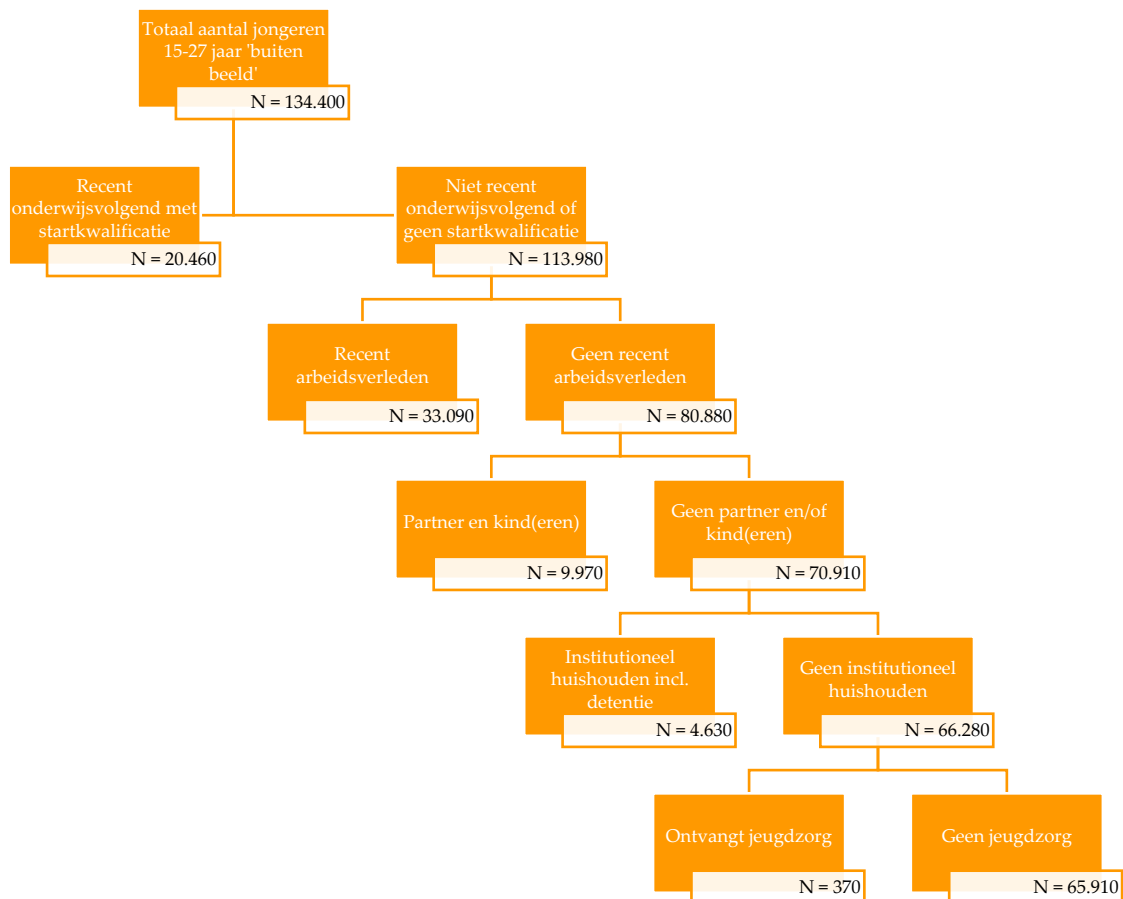 Totaal aantal jongeren
15-27 jaar 'buiten
beeld'
N = 134.400
Recent
onderwijsvolgend met
startkwalificatie
N = 20.460
Niet recent
onderwijsvolgend of
geen startkwalificatie
N = 113.980
Recent
arbeidsverleden
N = 33.090
Geen recent
arbeidsverleden
N = 80.880
Partner en kind(eren)
N = 9.970
Geen partner en/of
kind(eren)
N = 70.910
Institutioneel
huishouden incl.
detentie
N = 4.630
Geen institutioneel
huishouden
N = 66.280
Ontvangt jeugdzorg
N = 370
Geen jeugdzorg
N = 65.910